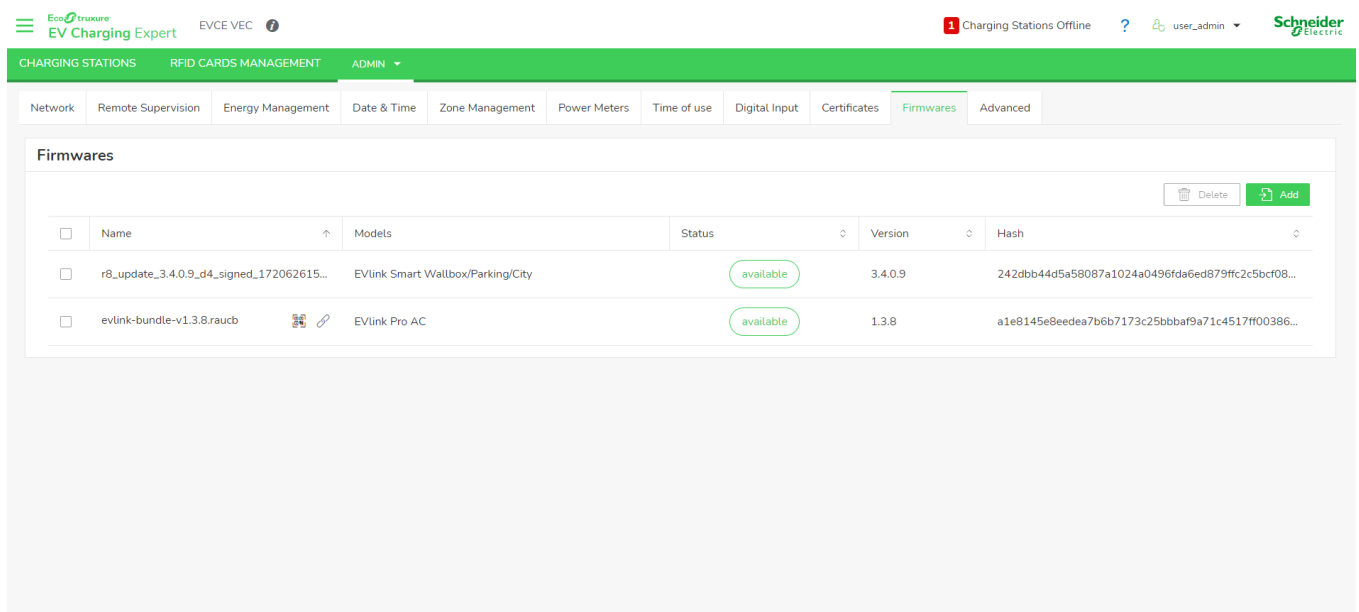 EcoStruxure
EV Charging Expert
EVCE VEC
1 Charging Stations Offline
?
user_admin
Schneider
Electric
CHARGING STATIONS
RFID CARDS MANAGEMENT
ADMIN
Network
Remote Supervision
Energy Management
Date & Time
Zone Management
Power Meters
Time of use
Digital Input
Certificates
Firmwares
Advanced
Firmwares
Delete
Add
Name
Models
Status
Version
Hash
r8_update_3.4.0.9_d4_signed_172062615...
EVlink Smart Wallbox/Parking/City
available
3.4.0.9
242dbb44d5a58087a1024a0496fda6ed879ffc2c5bcf08...
evlink-bundle-v1.3.8.raucb
EVlink Pro AC
available
1.3.8
a1e8145e8eedea7b6b7173c25bbbaf9a71c4517ff00386...